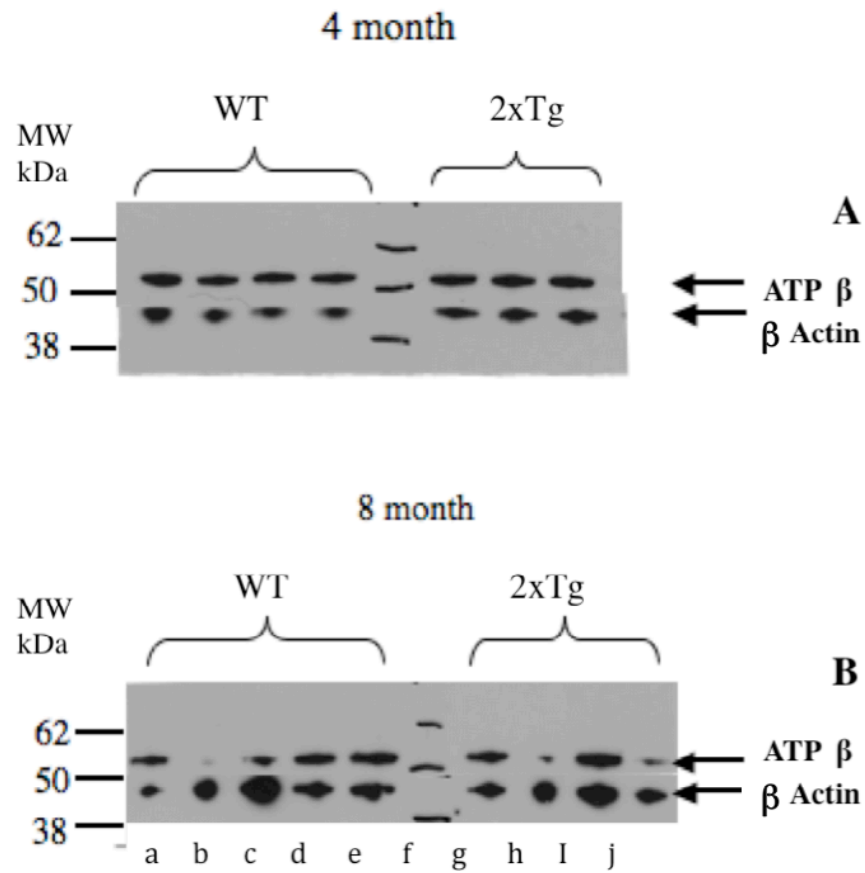 4 month
WT 2xTg
MW
kDa
A
62
50
38
ATP β
β Actin
8 month
WT 2xTg
MW
kDa
B
62
50
38
ATP β
β Actin
a b c d e f g h I j